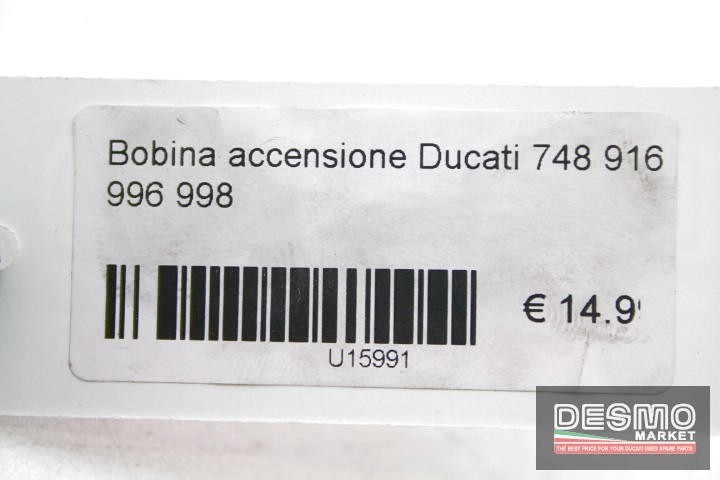 Bobina accensione Ducati 748 916
996 998
€ 14.9
U15991
DESMO
MARKET
THE BEST PRICE FOR YOUR DUCATI USED SPARE PARTS